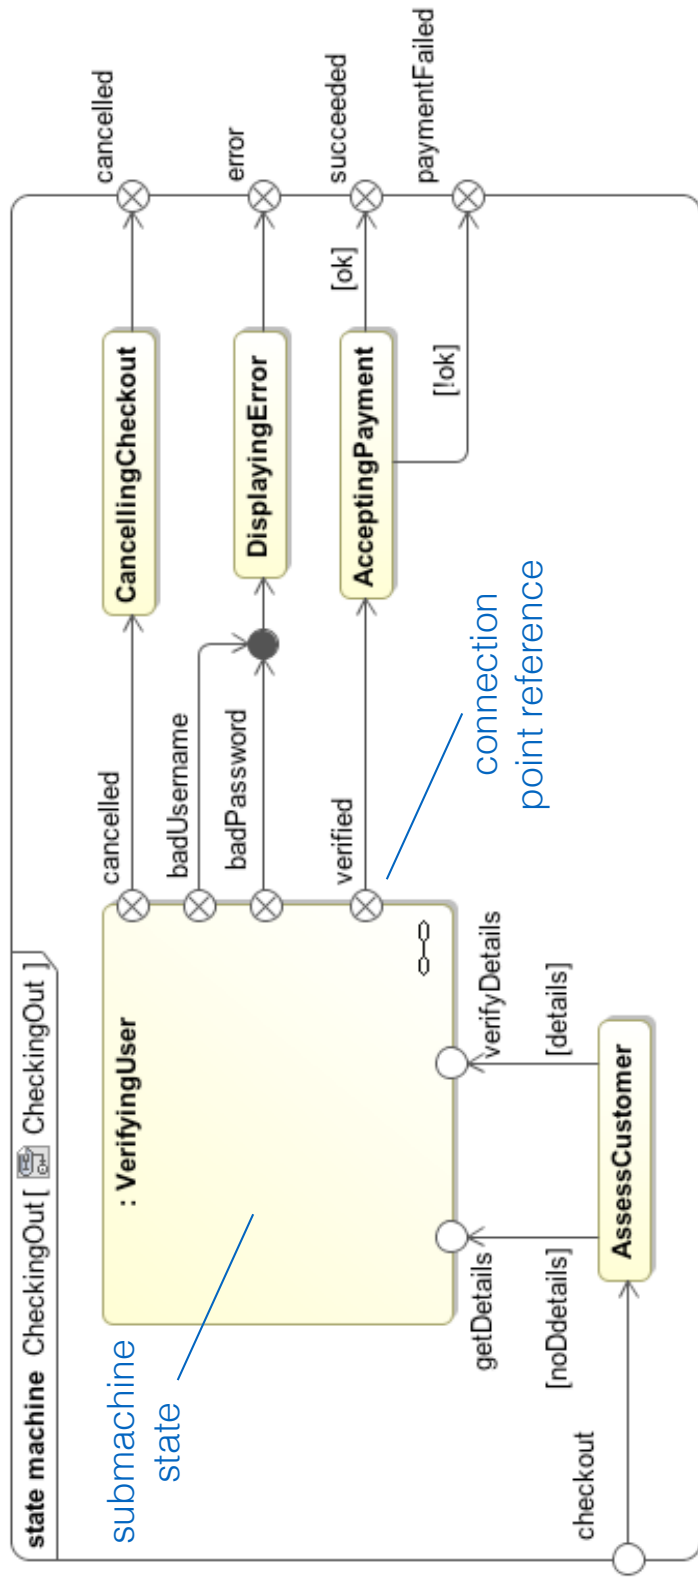 state machine CheckingOut[ CheckingOut ]
submachine
state
: VerifyingUser
cancelled
badUsername
badPassword
verified
CancellingCheckout
DisplayingError
AcceptingPayment
[ok]
[!ok]
cancelled
error
succeeded
paymentFailed
connection
point reference
getDetails
verifyDetails
[noDdetails]
[details]
checkout
AssessCustomer